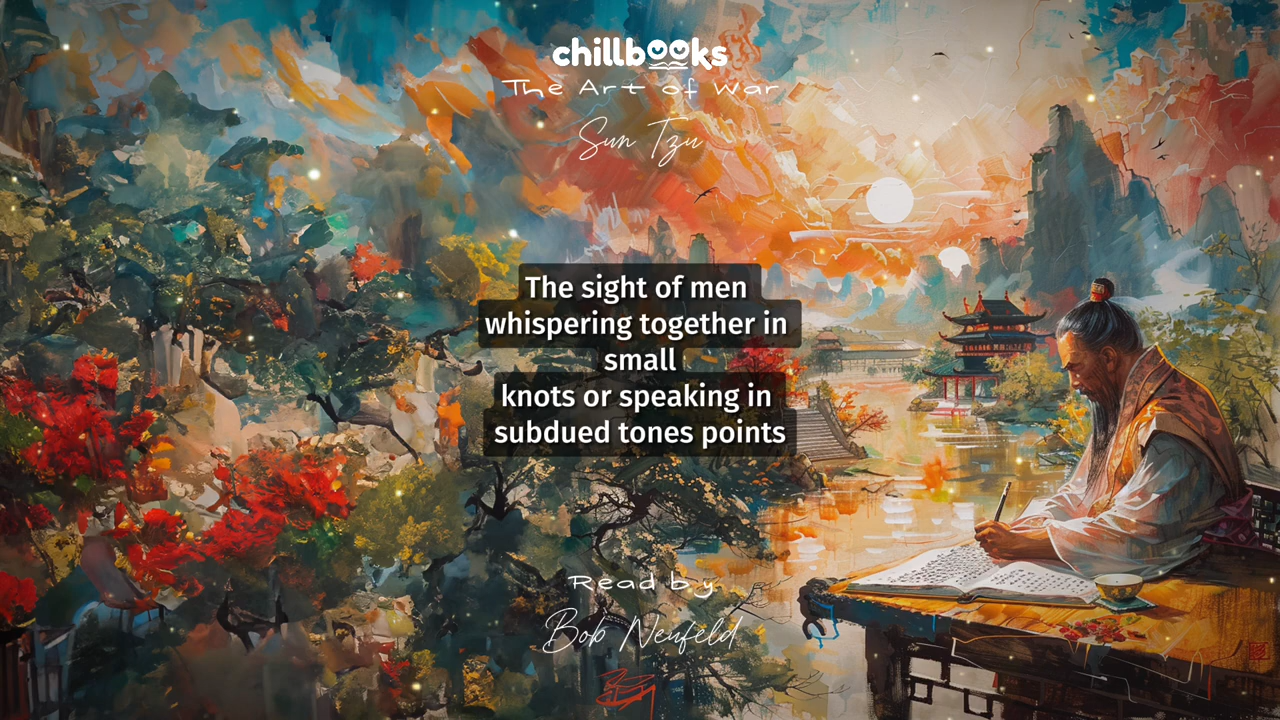 chillbooks
The Art of War
Sun Tzu
The sight of men
whispering together in
small
knots or speaking in
subdued tones points
Read by
Bob Neufeld